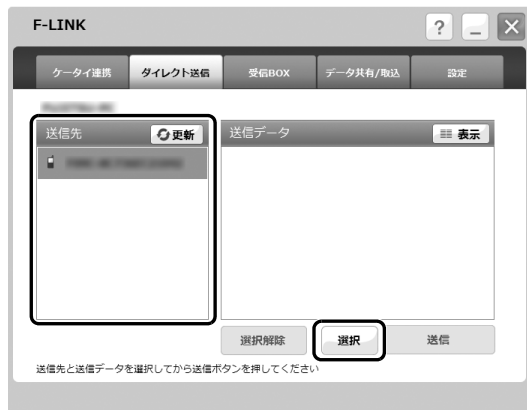 F-LINK
?
ケータイ連携 ダイレクト送信 受信BOX データ共有/取込 設定
送信先 更新 送信データ 表示
選択解除 選択 送信
送信先と送信データを選択してから送信ボタンを押してください